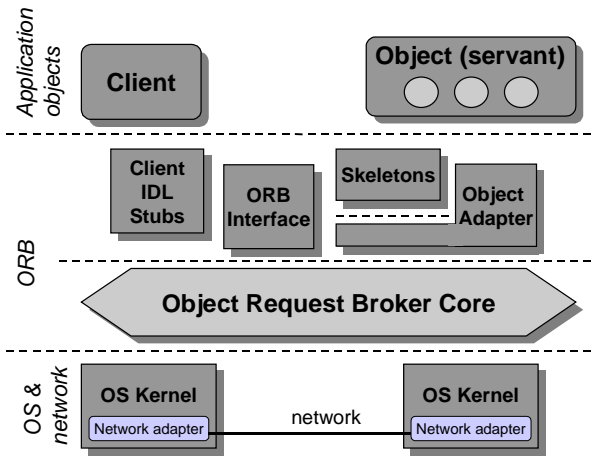 Application
objects
Client
Object (servant)
ORB
Client
IDL
Stubs
ORB
Interface
Skeletons
Object
Adapter
Object Request Broker Core
OS &
network
OS Kernel
Network adapter
network
OS Kernel
Network adapter